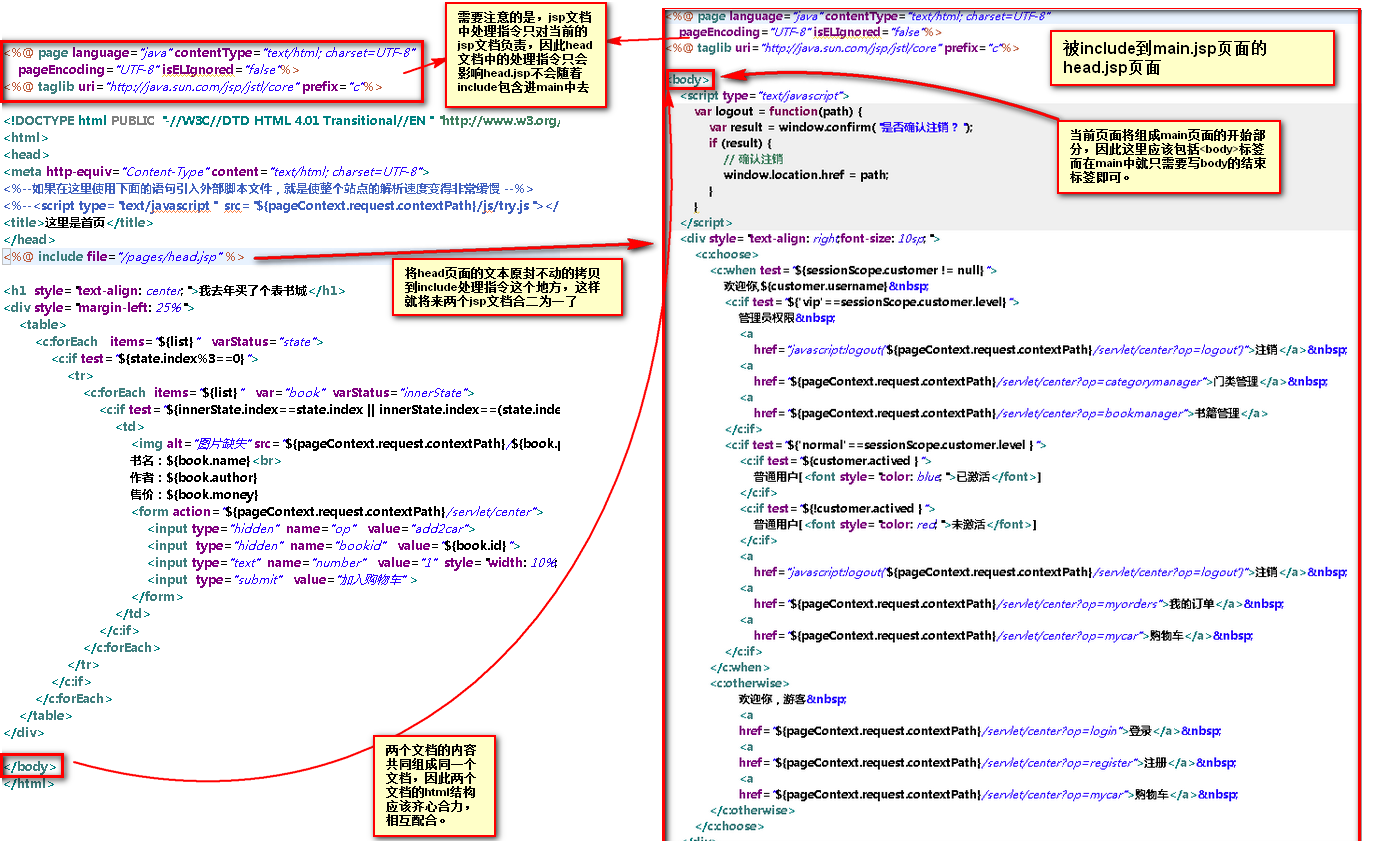 <%@ page language="java" contentType="text/html; charset=UTF-8"
pageEncoding="UTF-8" isELIgnored="false"%>
<%@ taglib uri="http://java.sun.com/jsp/jstl/core" prefix="c"%>
<!DOCTYPE html PUBLIC "-//W3C//DTD HTML 4.01 Transitional//EN" "http://www.w3.org/
<html>
<head>
<meta http-equiv="Content-Type" content="text/html; charset=UTF-8">
<%--如果在这里使用下面的语句引入外部脚本文件，就是使整个站点的解析速度变得非常缓慢 --%>
<%--<script type="text/javascript" src="${pageContext.request.contextPath}/js/try.js"></
<title>这里是首页</title>
</head>
<%@ include file="/pages/head.jsp"%>
<h1 style="text-align: center;">我去年买了个表书城</h1>
<div style="margin-left: 25%">
<table>
<c:forEach items="${list}" varStatus="state">
<c:if test="${state.index%3==0}">
<tr>
<c:forEach items="${list}" var="book" varStatus="innerState">
<c:if test="${innerState.index==state.index || innerState.index==(state.inde
<td>
<img alt="图片缺失" src="${pageContext.request.contextPath}/${book.p
书名：${book.name}<br>
作者：${book.author}
售价：${book.money}
<form action="${pageContext.request.contextPath}/servlet/center">
<input type="hidden" name="op" value="add2car">
<input type="hidden" name="bookid" value="${book.id}">
<input type="text" name="number" value="1" style="width: 10%;
<input type="submit" value="加入购物车">
</form>
</td>
</c:if>
</c:forEach>
</tr>
</c:if>
</c:forEach>
</table>
</div>
</body>
</html>
需要注意的是，jsp文档
中处理指令只对当前的
jsp文档负责，因此head
文档中的处理指令只会
影响head.jsp不会随着
include包含进main中去
将head页面的文本原封不动的拷贝
到include处理指令这个地方，这样
就将来两个jsp文档合二为一了
两个文档的内容
共同组成同一个
文档，因此两个
文档的html结构
应该齐心合力，
相互配合。
<%@ page language="java" contentType="text/html; charset=UTF-8"
pageEncoding="UTF-8" isELIgnored="false"%>
<%@ taglib uri="http://java.sun.com/jsp/jstl/core" prefix="c"%>
被include到main.jsp页面的
head.jsp页面
<body>
<script type="text/javascript">
var logout = function(path) {
var result = window.confirm("是否确认注销？");
if (result) {
// 确认注销
window.location.href = path;
}
}
</script>
当前页面将组成main页面的开始部
分，因此这里应该包括<body>标签
而在main中就只需要写body的结束
标签即可。
<div style="text-align: right;font-size: 10sp;">
<c:choose>
<c:when test="${sessionScope.customer != null}">
欢迎你,${customer.username}&nbsp;
<c:if test="${'vip'==sessionScope.customer.level}">
管理员权限&nbsp;
<a
href="javascript:logout('${pageContext.request.contextPath}/servlet/center?op=logout')">注销</a>&nbsp;
<a
href="${pageContext.request.contextPath}/servlet/center?op=categorymanager">门类管理</a>&nbsp;
<a
href="${pageContext.request.contextPath}/servlet/center?op=bookmanager">书籍管理</a>
</c:if>
<c:if test="${'normal'==sessionScope.customer.level }">
<c:if test="${customer.actived }">
普通用户[<font style="color: blue;">已激活</font>]
</c:if>
<c:if test="${!customer.actived }">
普通用户[<font style="color: red;">未激活</font>]
</c:if>
<a
href="javascript:logout('${pageContext.request.contextPath}/servlet/center?op=logout')">注销</a>&nbsp;
<a
href="${pageContext.request.contextPath}/servlet/center?op=myorders">我的订单</a>&nbsp;
<a
href="${pageContext.request.contextPath}/servlet/center?op=mycar">购物车</a>&nbsp;
</c:if>
</c:when>
<c:otherwise>
欢迎你，游客&nbsp;
<a
href="${pageContext.request.contextPath}/servlet/center?op=login">登录</a>&nbsp;
<a
href="${pageContext.request.contextPath}/servlet/center?op=register">注册</a>&nbsp;
<a
href="${pageContext.request.contextPath}/servlet/center?op=mycar">购物车</a>&nbsp;
</c:otherwise>
</c:choose>